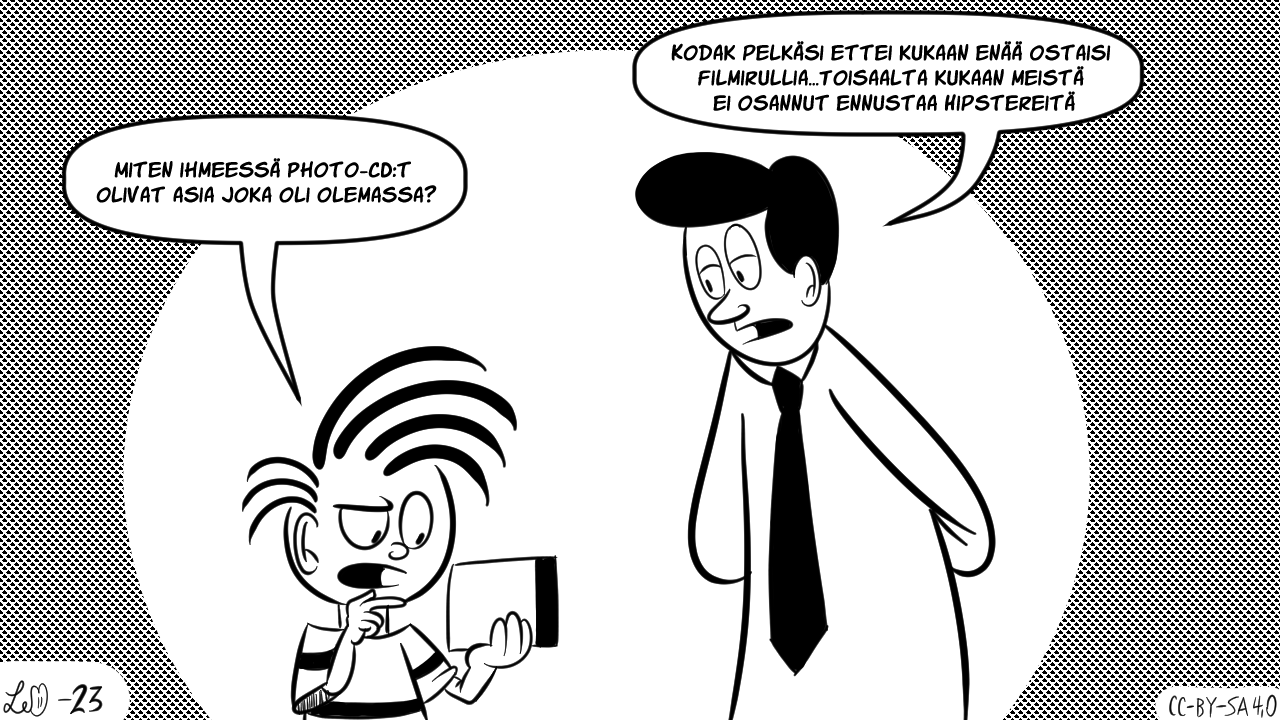 MITEN IHMEESSÄ PHOTO-CD:T
OLIVAT ASIA JOKA OLI OLEMASSA?
KODAK PELKÄSI ETTEI KUKAAN ENÄÄ OSTAISI
FILMIRULLIA...TOISAALTA KUKAAN MEISTÄ
EI OSANNUT ENNUSTAA HIPSTEREITÄ
-23
CC-BY-SA 4,0